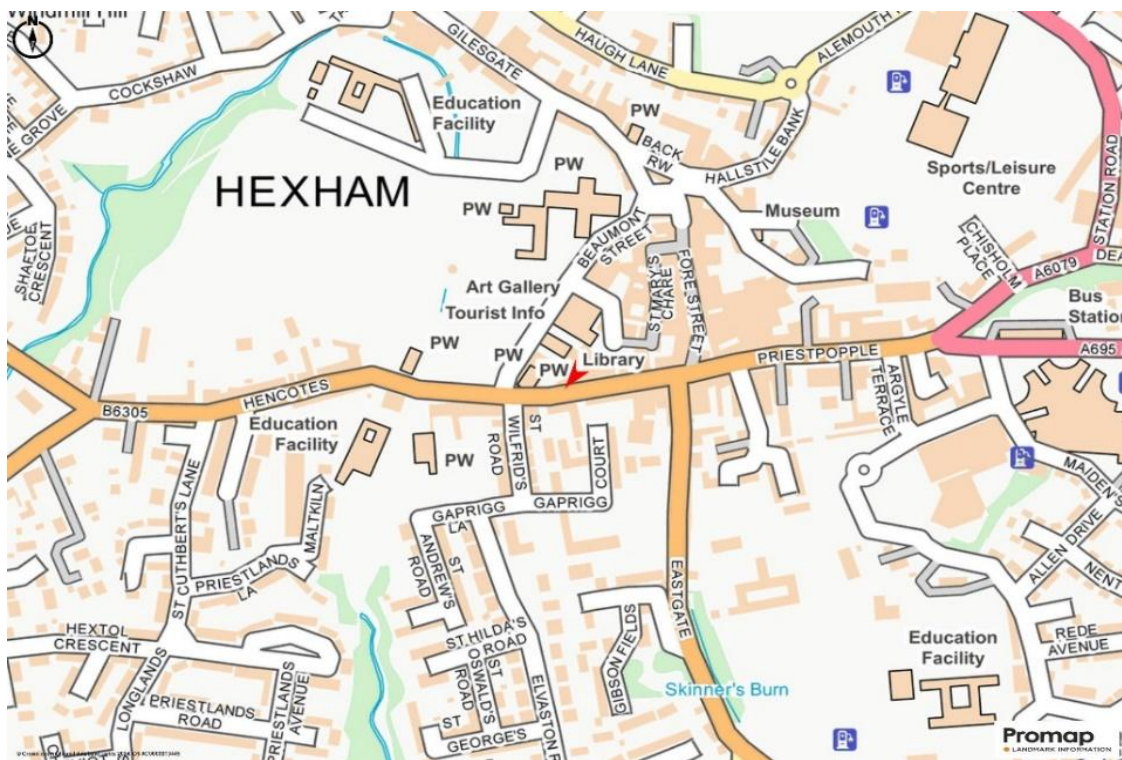 Windmill Hill
N
COCKSHAW
GROVE
GILESGATE
HAUGH LANE
ALEMOUTH
Education
Facility
PW
BACK
RW
HALLSTILE BANK
Sports/Leisure
Centre
STATION ROAD
HEXHAM
PW
PW
Museum
SHAFTOE
CRESCENT
BEAUMONT
STREET
CHISHOLM
PLACE
A6079
DEA
Art Gallery
Tourist Info
ST MARY'S
CHARE
FORE STREET
Bus
Station
PW
PW
PW
Library
PRIESTPOPPLE
A695
HENCOTES
B6305
ARGYLE
TERRACE
Education
Facility
PW
ST
WILFRID'S
ROAD
GAPRIGG
COURT
MAIDEN'S
ST CUTHBERT'S LANE
MALTKILN
GAPRIGG
LA
PRIESTLANDS
LA
ST
ANDREW'S
ROAD
ALLEN DRIVE
NENT
EASTGATE
HEXTOL
CRESCENT
ST HILDA'S
ROAD
GIBSON FIELDS
Education
Facility
REDE
AVENUE
LONGLANDS
PRIESTLANDS
ROAD
PRIESTLANDS
AVENUE
ST
OSWALD'S
ELVASTON ROAD
Skinner's Burn
ST
GEORGE'S
Promap
LANDMARK INFORMATION